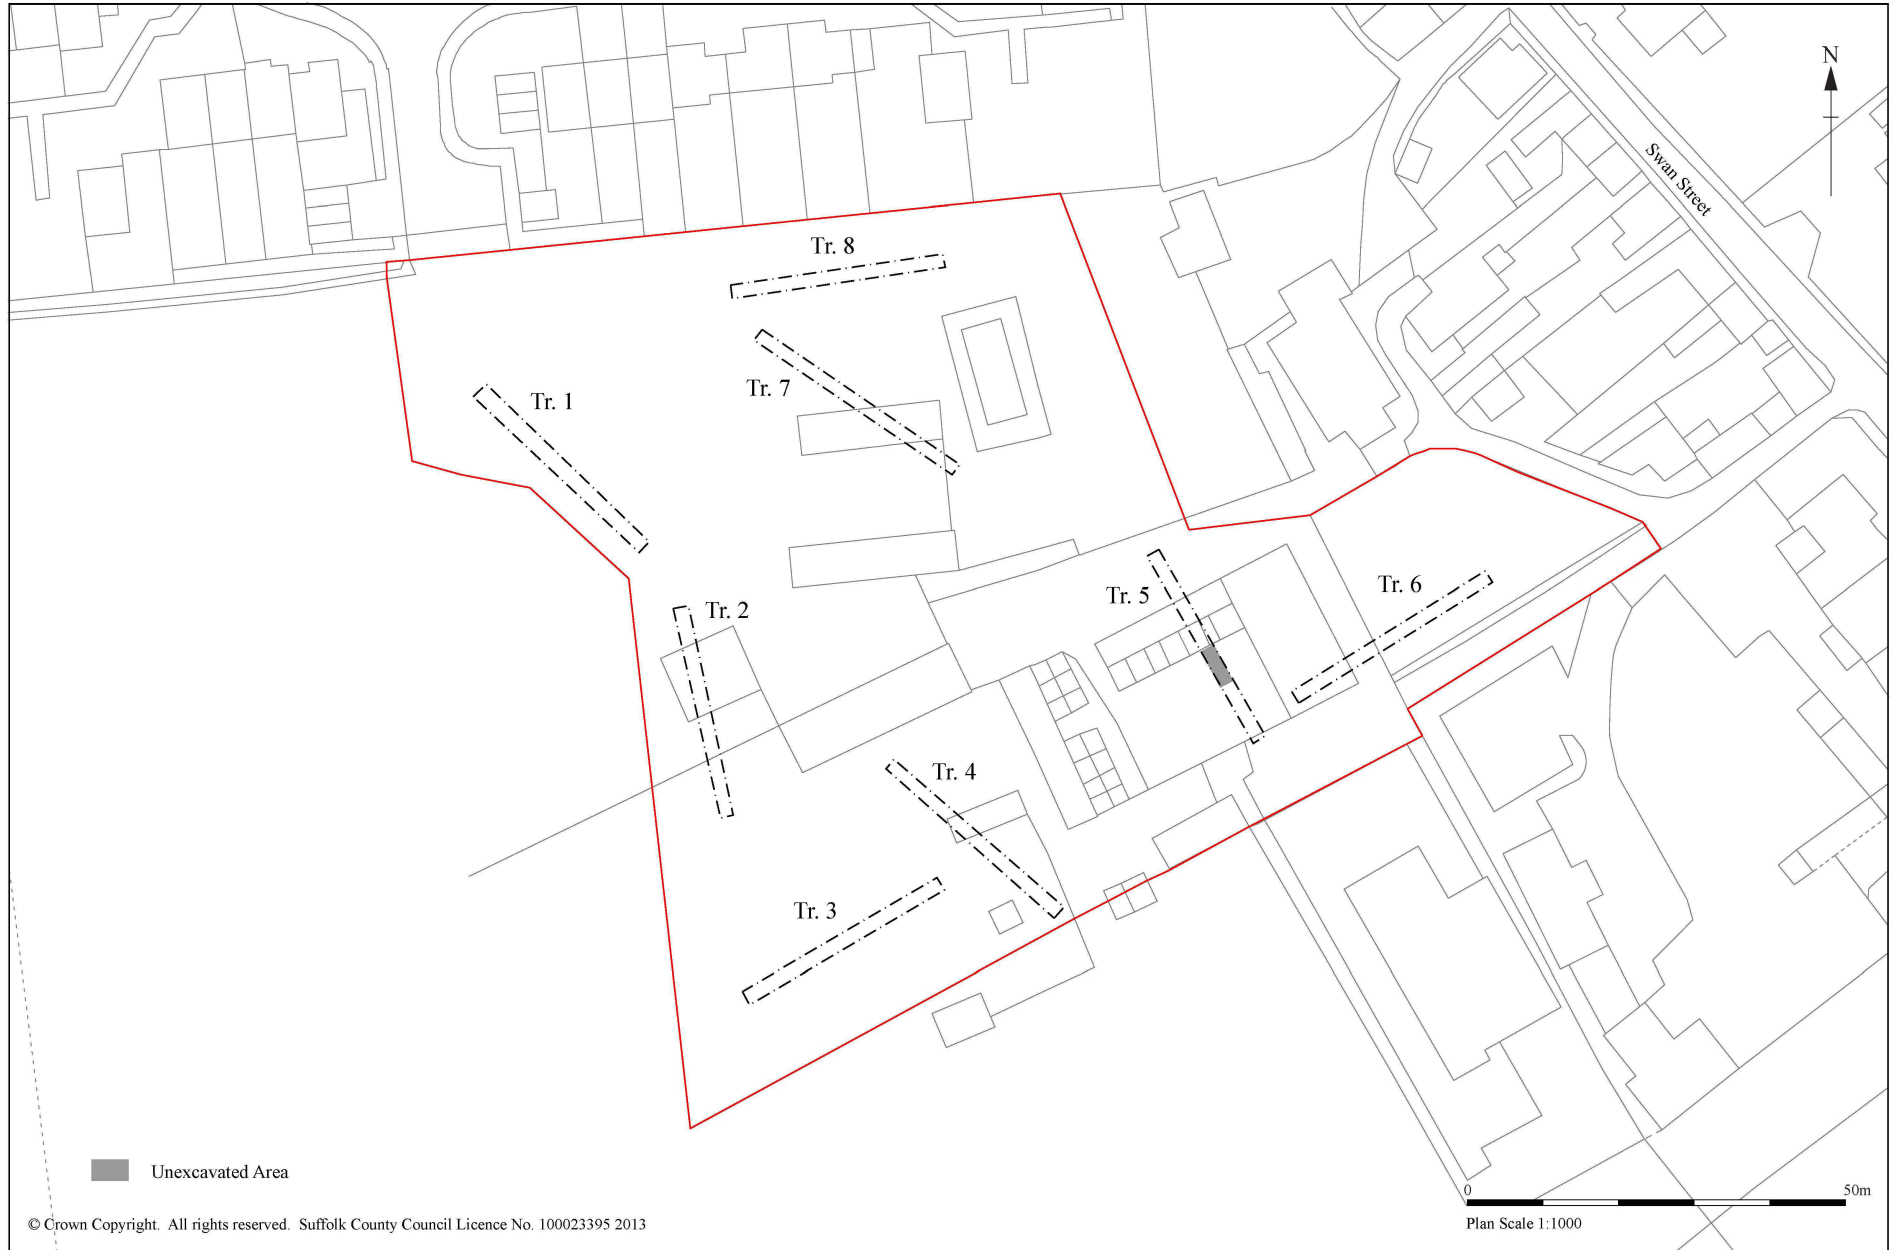 N
Swan Street
Tr. 8
Tr. 7
Tr. 1
Tr. 2
Tr. 5
Tr. 6
Tr. 4
Tr. 3
Unexcavated Area
0 50m
Plan Scale 1:1000
© Crown Copyright. All rights reserved. Suffolk County Council Licence No. 100023395 2013